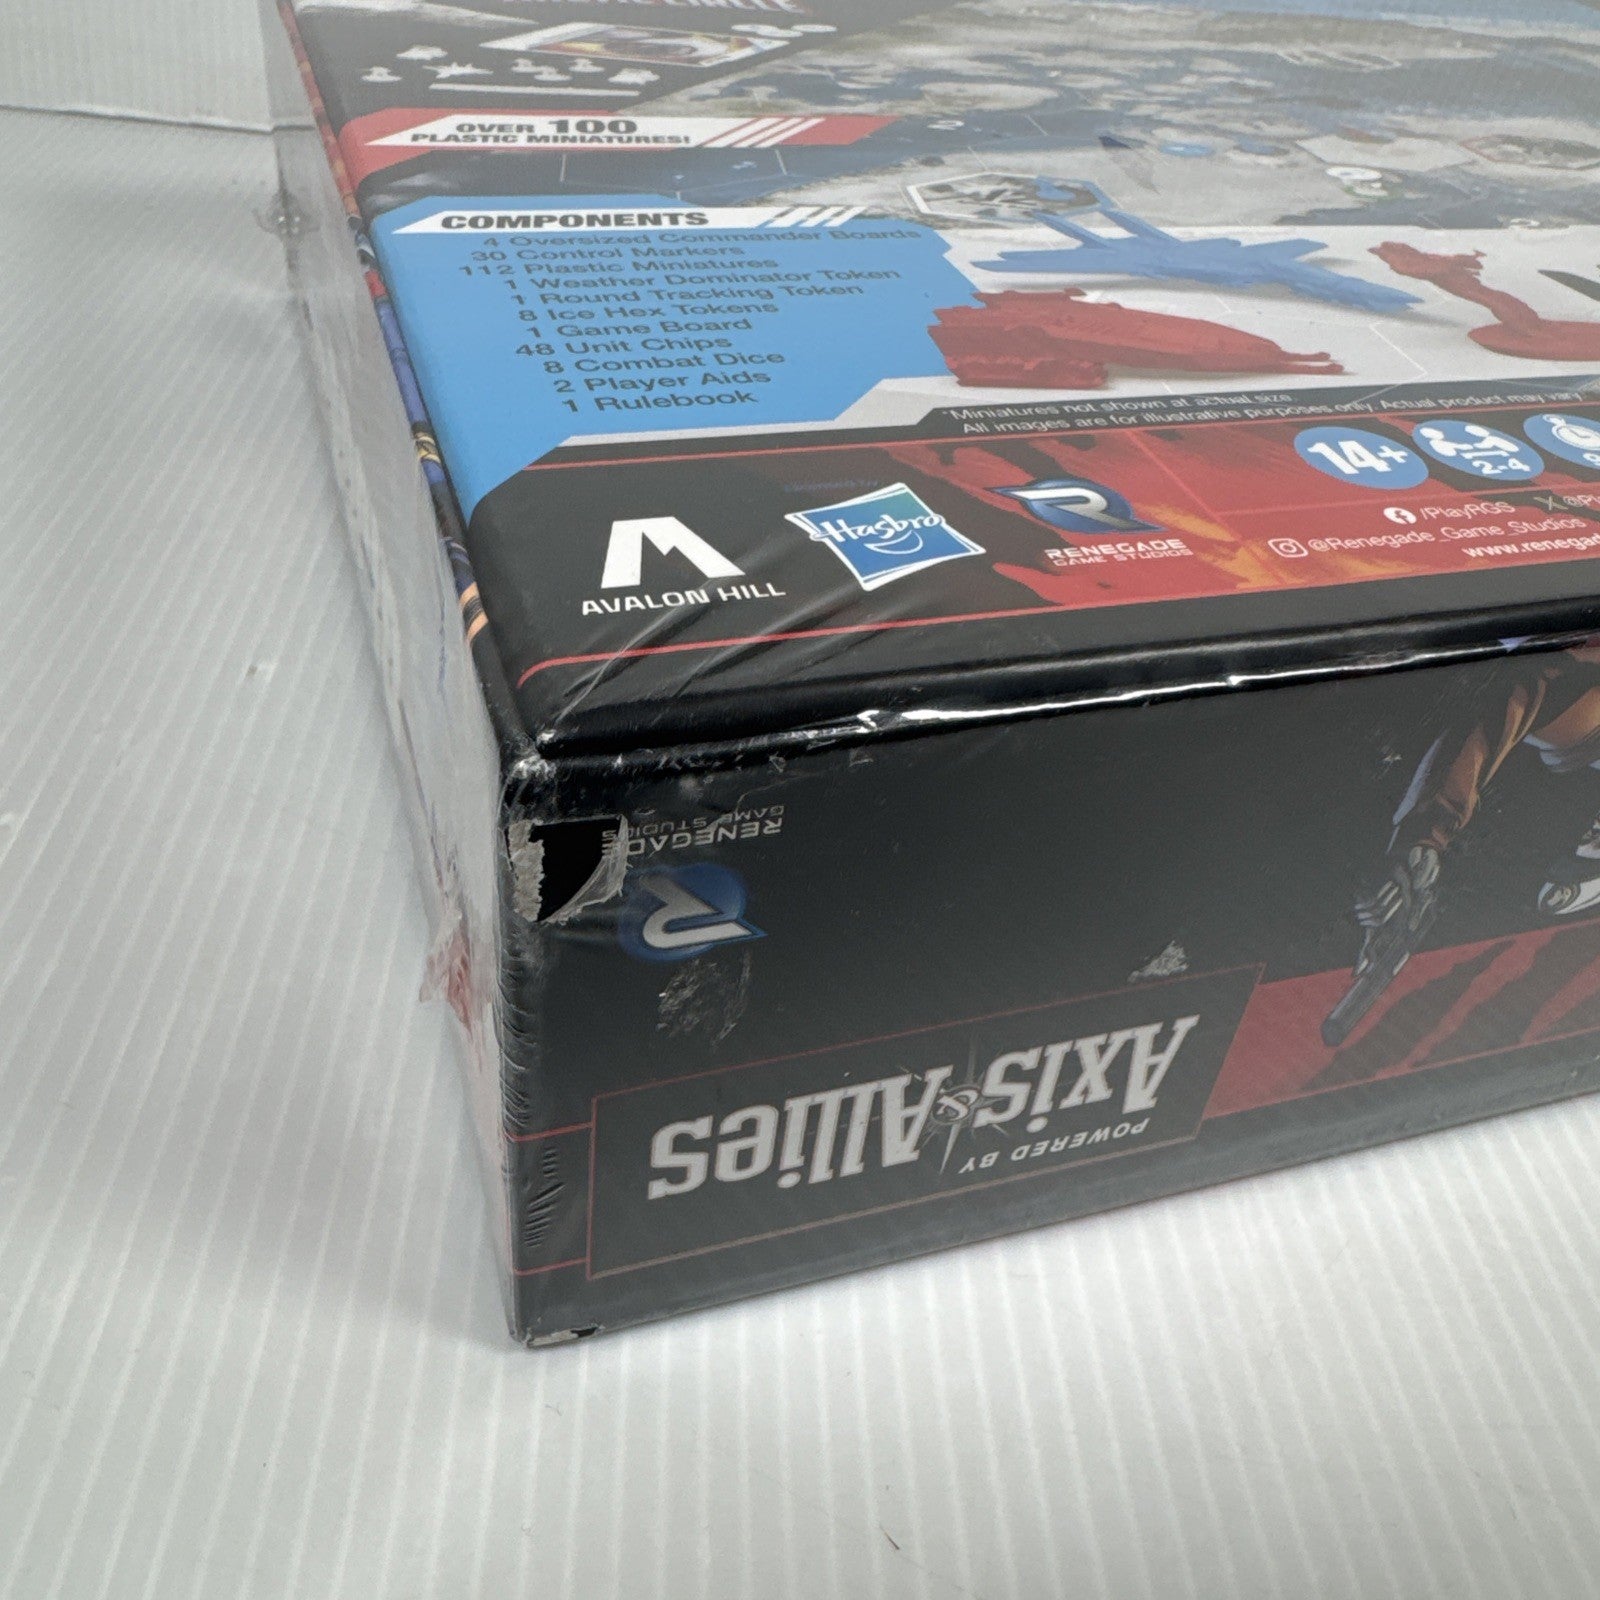 OVER 100
PLASTIC MINIATURES!
COMPONENTS
4 Oversized Commander Boards
30 Control Markers
112 Plastic Miniatures
1 Weather Dominator Token
1 Round Tracking Token
8 Ice Hex Tokens
1 Game Board
48 Unit Chips
8 Combat Dice
2 Player Aids
1 Rulebook
*Miniatures not shown at actual size.
All images are for illustrative purposes only. Actual product may vary
14+
2-4
AVALON HILL
Hasbro
R
RENEGADE
GAME STUDIOS
/PlayRGS
@Renegade_Game_Studios
RENEGADE
GAME STUDIOS
R
POWERED BY
Axis & Allies